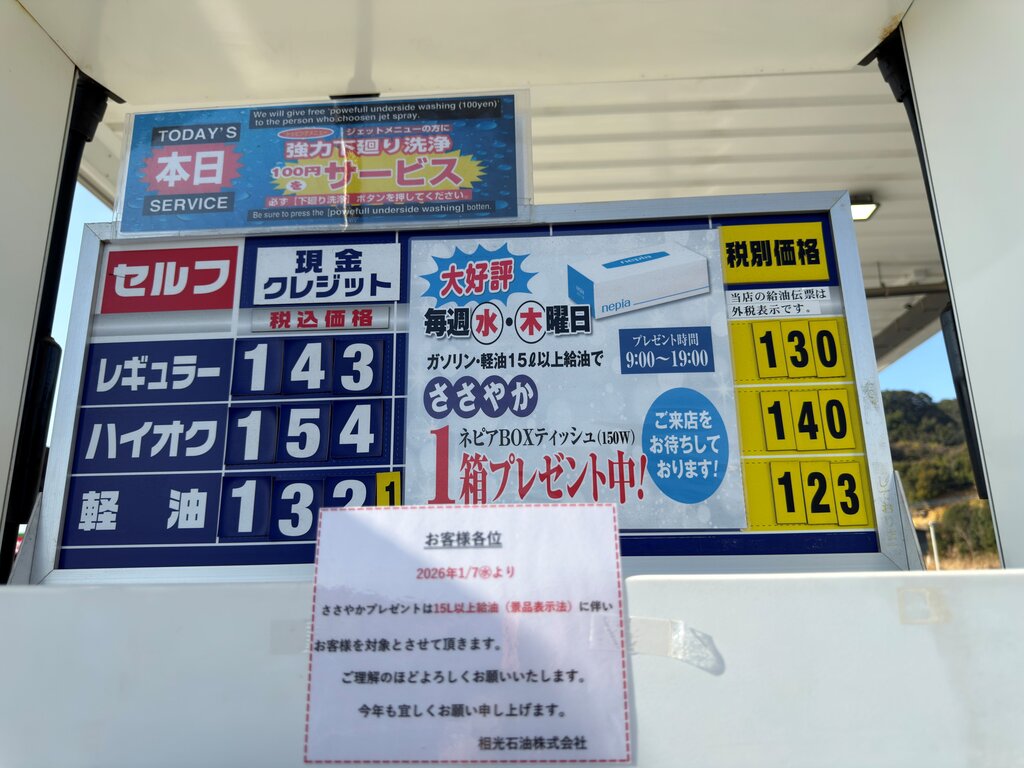 We will give free 'powefull underside washing (100yen)'
to the person who choosen jet spray.
TODAY'S
本日
SERVICE
ジェットメニューの方に
強力下廻り洗浄
100円を サービス
必ず［下廻り洗浄］ボタンを押してください。
Be sure to press the [powefull underside washing] botten.
セルフ
現金
クレジット
税込価格
レギュラー 143
ハイオク 154
軽油 132 1
大好評
毎週水・木曜日
nepia
nepia
ガソリン・軽油15ℓ以上給油で
プレゼント時間
9:00〜19:00
ささやか
ネピアBOXティッシュ(150W)
1箱プレゼント中!
ご来店を
お待ちして
おります!
税別価格
当店の給油伝票は
外税表示です。
130
140
123
お客様各位
2026年1/7㊌より
ささやかプレゼントは15L以上給油（景品表示法）に伴い
お客様を対象とさせて頂きます。
ご理解のほどよろしくお願いいたします。
今年も宜しくお願い申し上げます。
相光石油株式会社